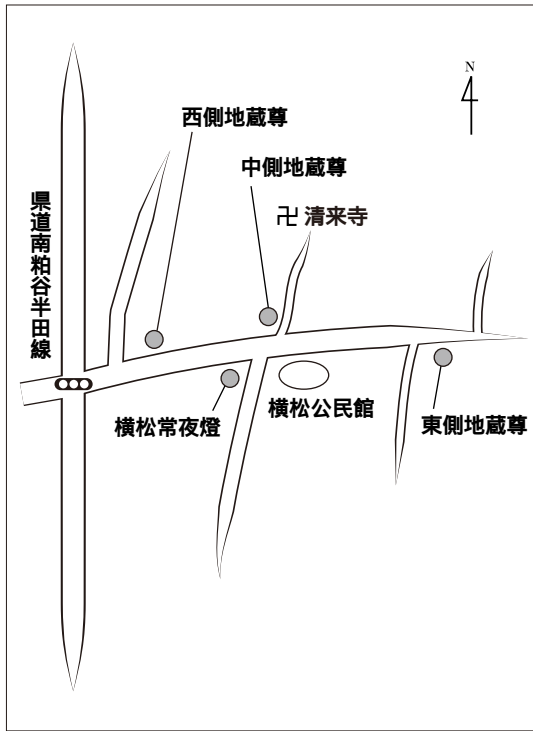 N
西側地蔵尊
中側地蔵尊
卍 清来寺
県道南粕谷半田線
横松常夜燈
横松公民館
東側地蔵尊